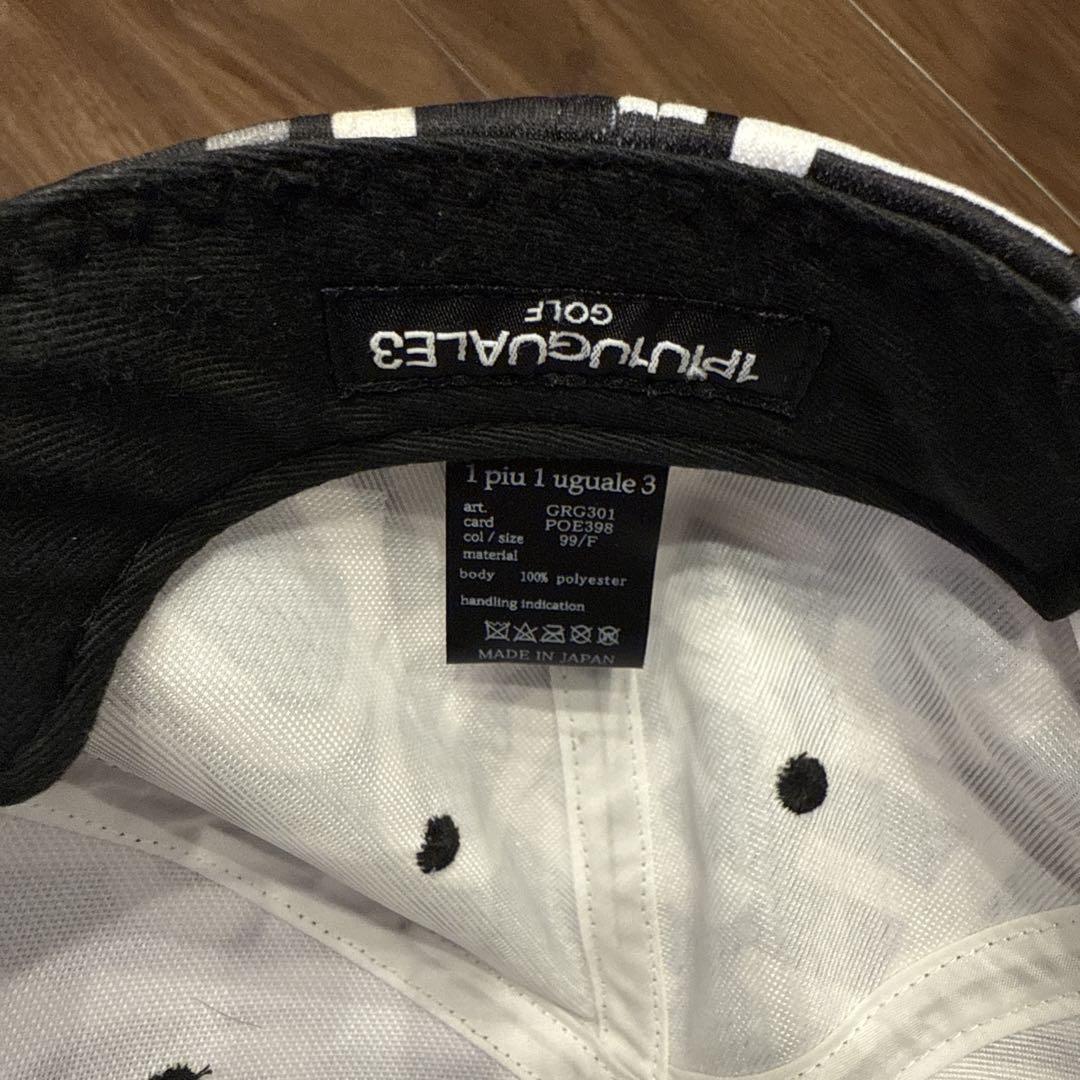 1PIU1UGUALE3
GOLF
1 piu 1 uguale 3
art. GRG301
card POE398
col / size 99/F
material
body 100% polyester
handling indication
MADE IN JAPAN